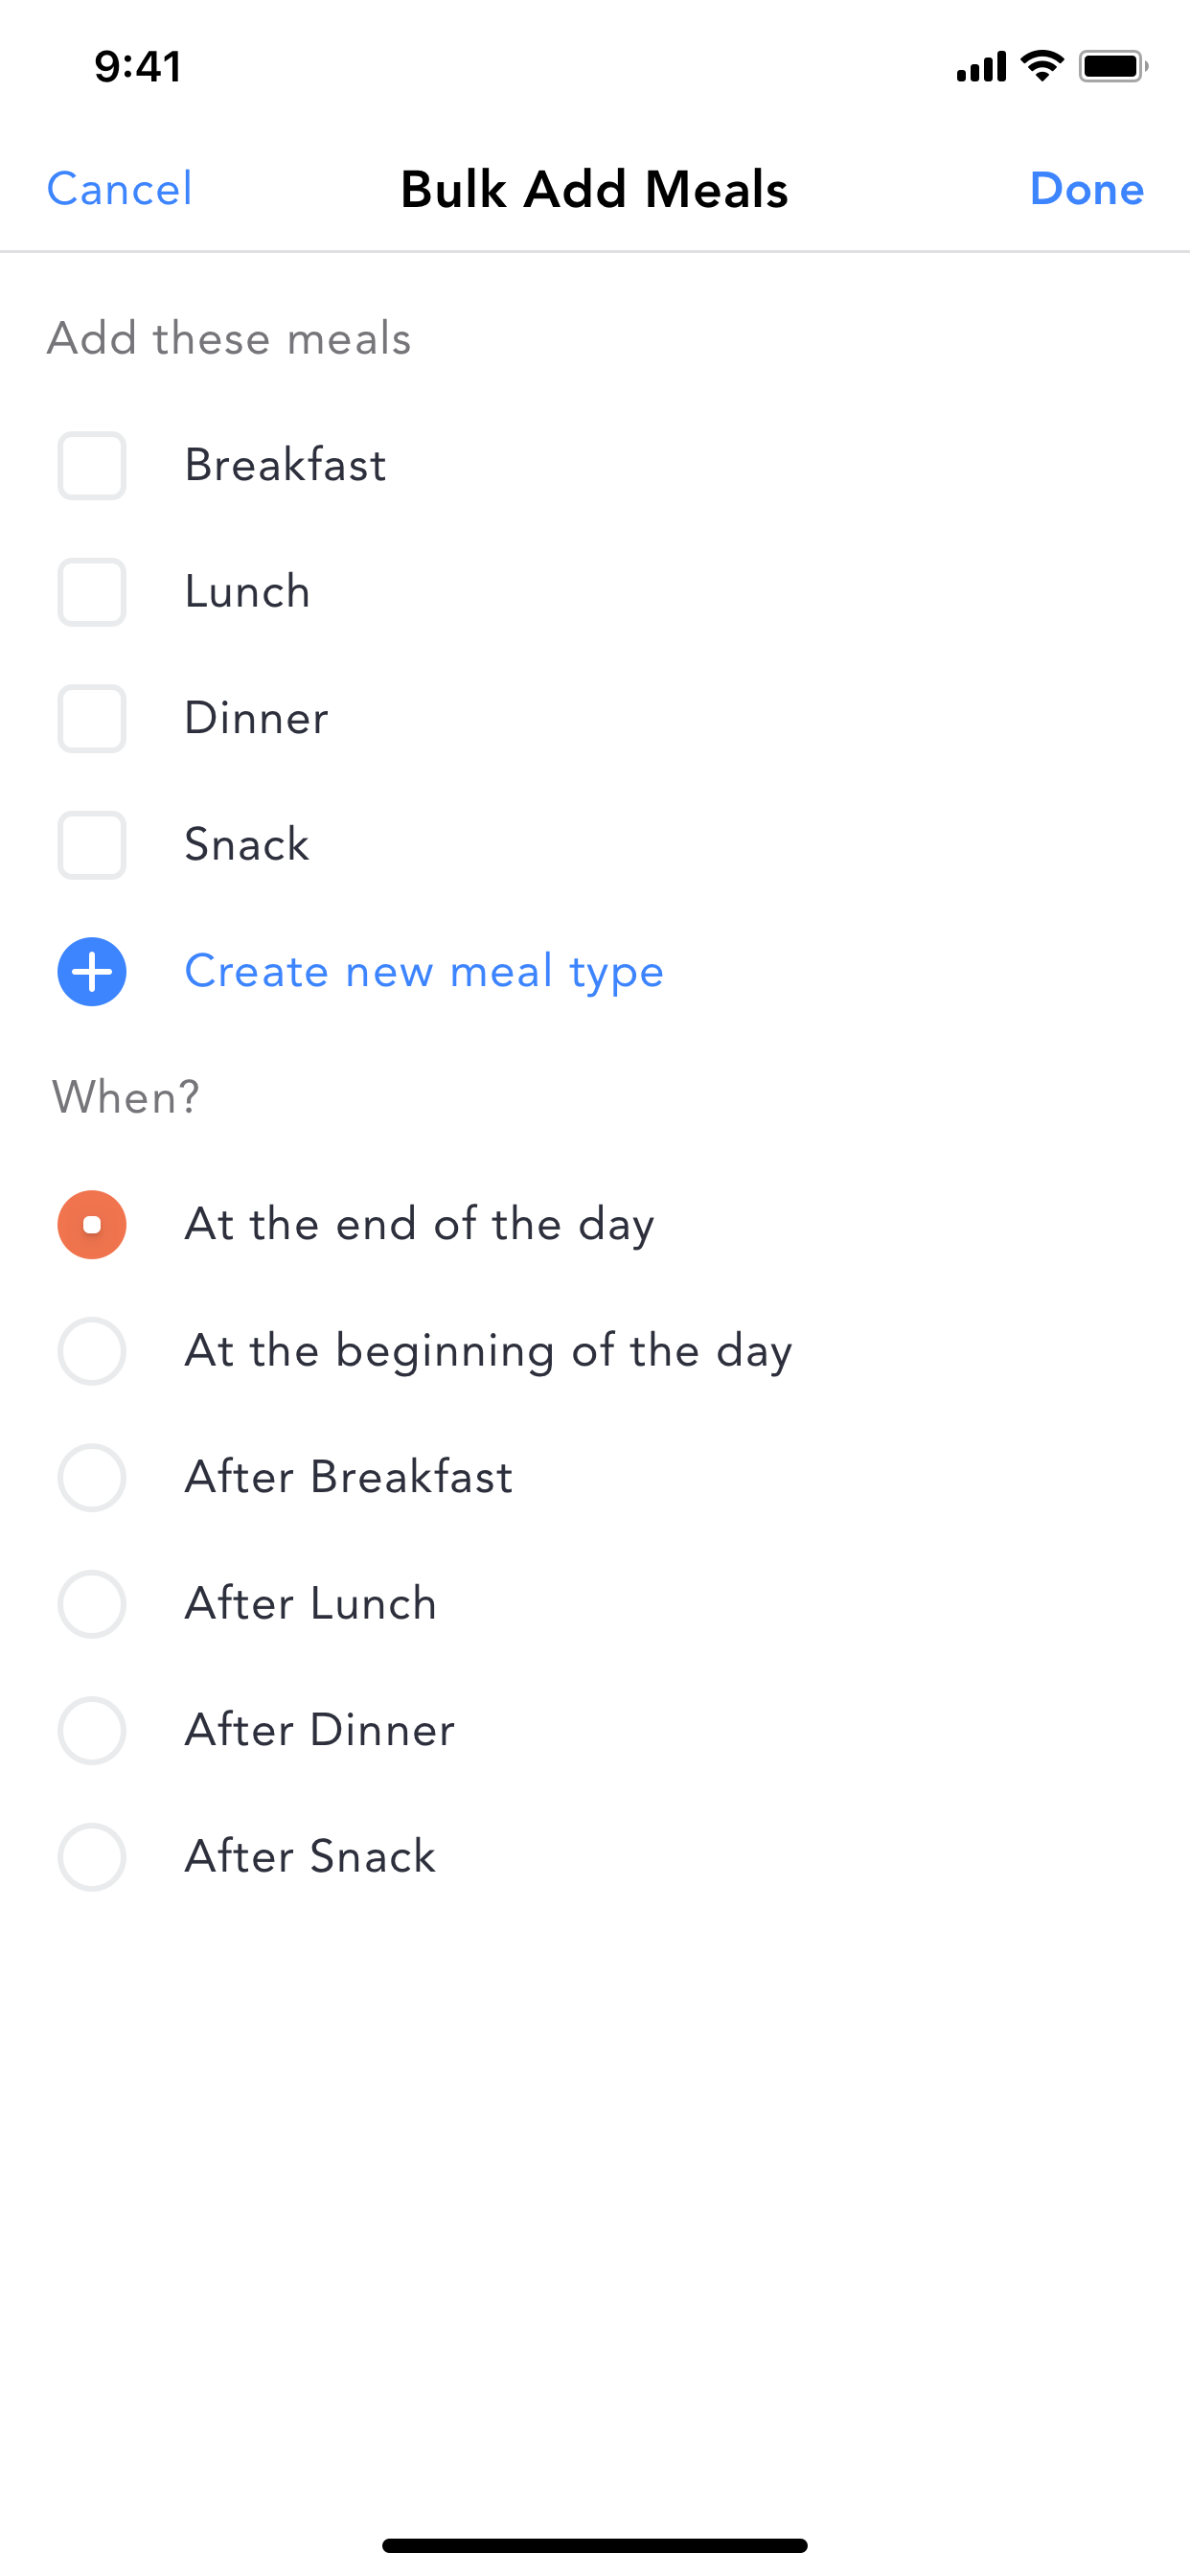 9:41
Cancel Bulk Add Meals Done
Add these meals
Breakfast
Lunch
Dinner
Snack
Create new meal type
When?
At the end of the day
At the beginning of the day
After Breakfast
After Lunch
After Dinner
After Snack